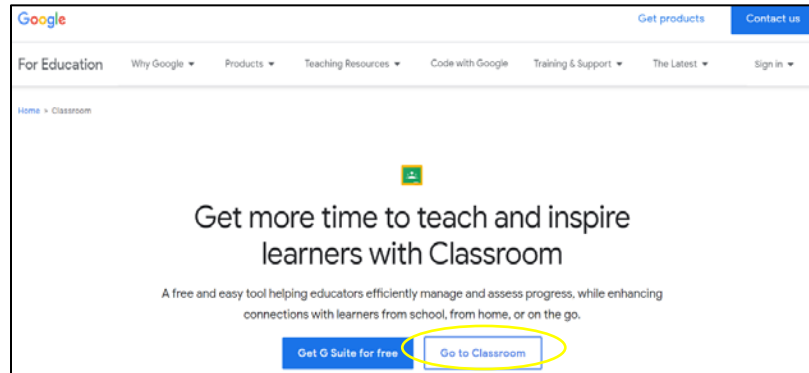 Google
Get products
Contact us
For Education
Why Google
Products
Teaching Resources
Code with Google
Training & Support
The Latest
Sign in
Home > Classroom
Get more time to teach and inspire
learners with Classroom
A free and easy tool helping educators efficiently manage and assess progress, while enhancing
connections with learners from school, from home, or on the go.
Get G Suite for free
Go to Classroom